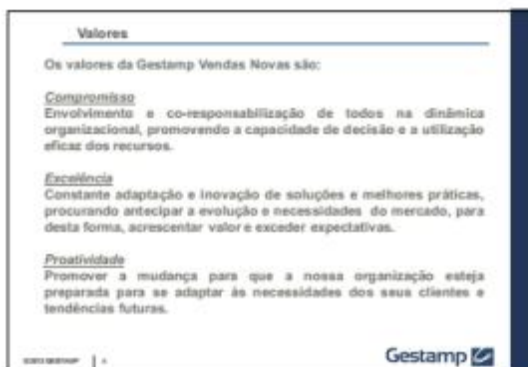 Valores
Os valores da Gestamp Vendas Novas são:
Compromisso
Envolvimento e co-responsabilização de todos na dinâmica
organizacional, promovendo a capacidade de decisão e a utilização
eficaz dos recursos.
Excelência
Constante adaptação e inovação de soluções e melhores práticas,
procurando antecipar a evolução e necessidades do mercado, para
desta forma, acrescentar valor e exceder expectativas.
Proatividade
Promover a mudança para que a nossa organização esteja
preparada para se adaptar às necessidades dos seus clientes e
tendências futuras.
GESTAMP
Gestamp